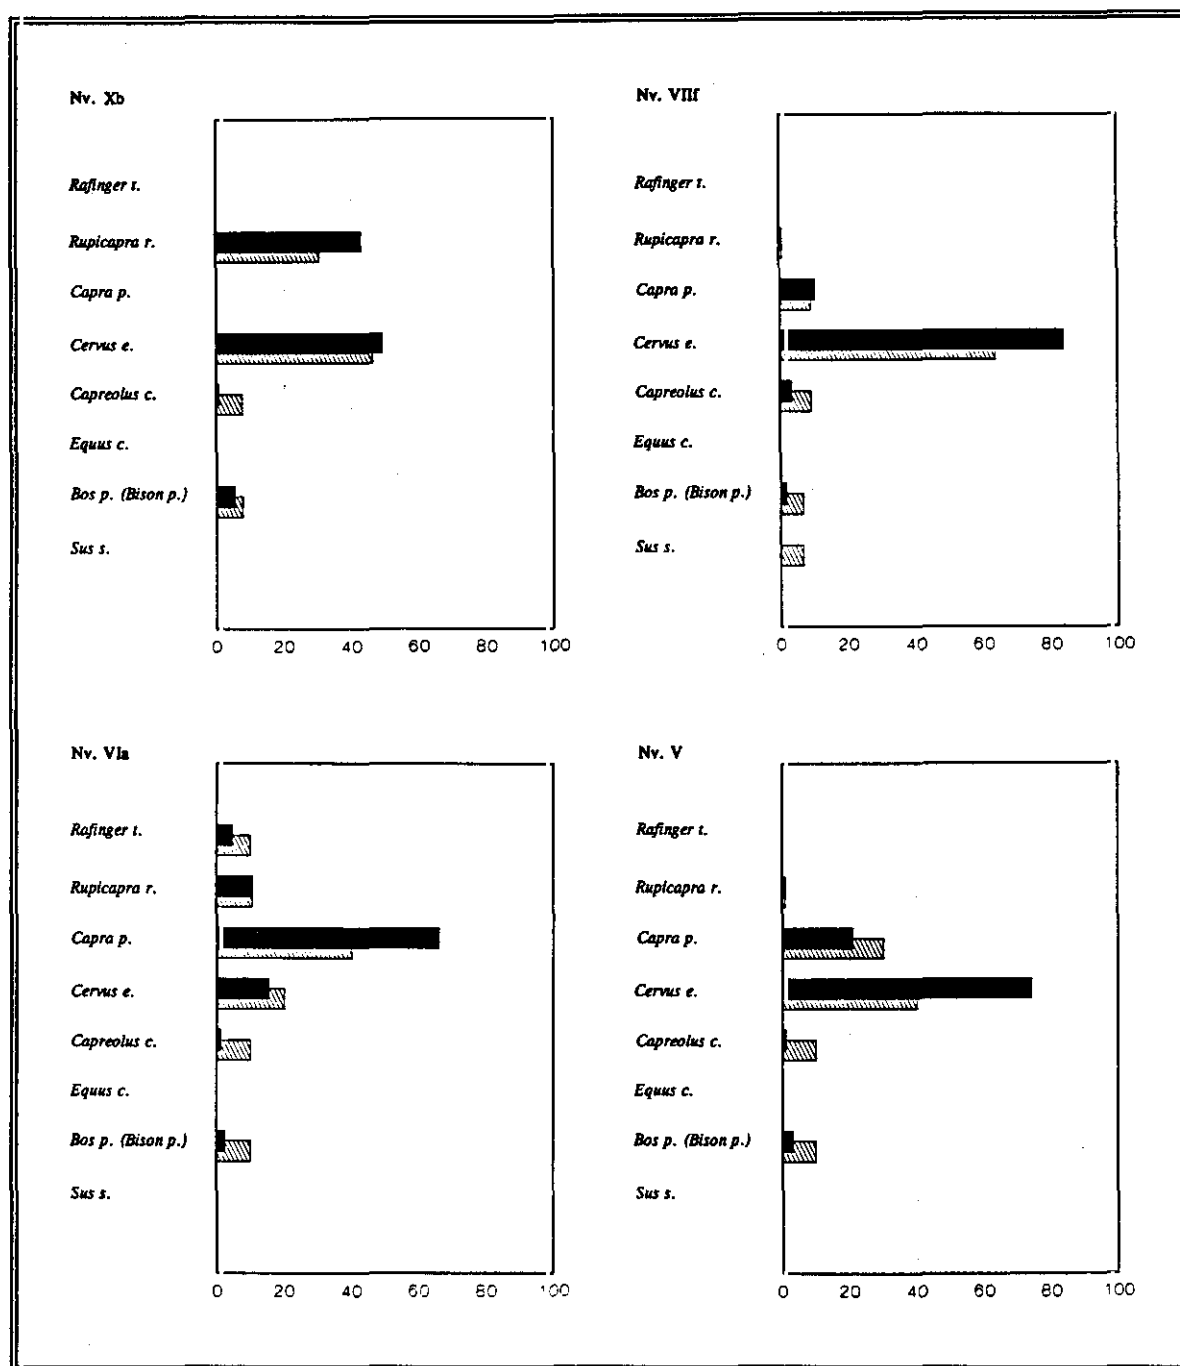 Nv. Xb
Rafinger t.
Rupicapra r.
Capra p.
Cervus e.
Capreolus c.
Equus c.
Bos p. (Bison p.)
Sus s.
0 20 40 60 80 100
Nv. VIIf
Rafinger t.
Rupicapra r.
Capra p.
Cervus e.
Capreolus c.
Equus c.
Bos p. (Bison p.)
Sus s.
0 20 40 60 80 100
Nv. VIa
Rafinger t.
Rupicapra r.
Capra p.
Cervus e.
Capreolus c.
Equus c.
Bos p. (Bison p.)
Sus s.
0 20 40 60 80 100
Nv. V
Rafinger t.
Rupicapra r.
Capra p.
Cervus e.
Capreolus c.
Equus c.
Bos p. (Bison p.)
Sus s.
0 20 40 60 80 100